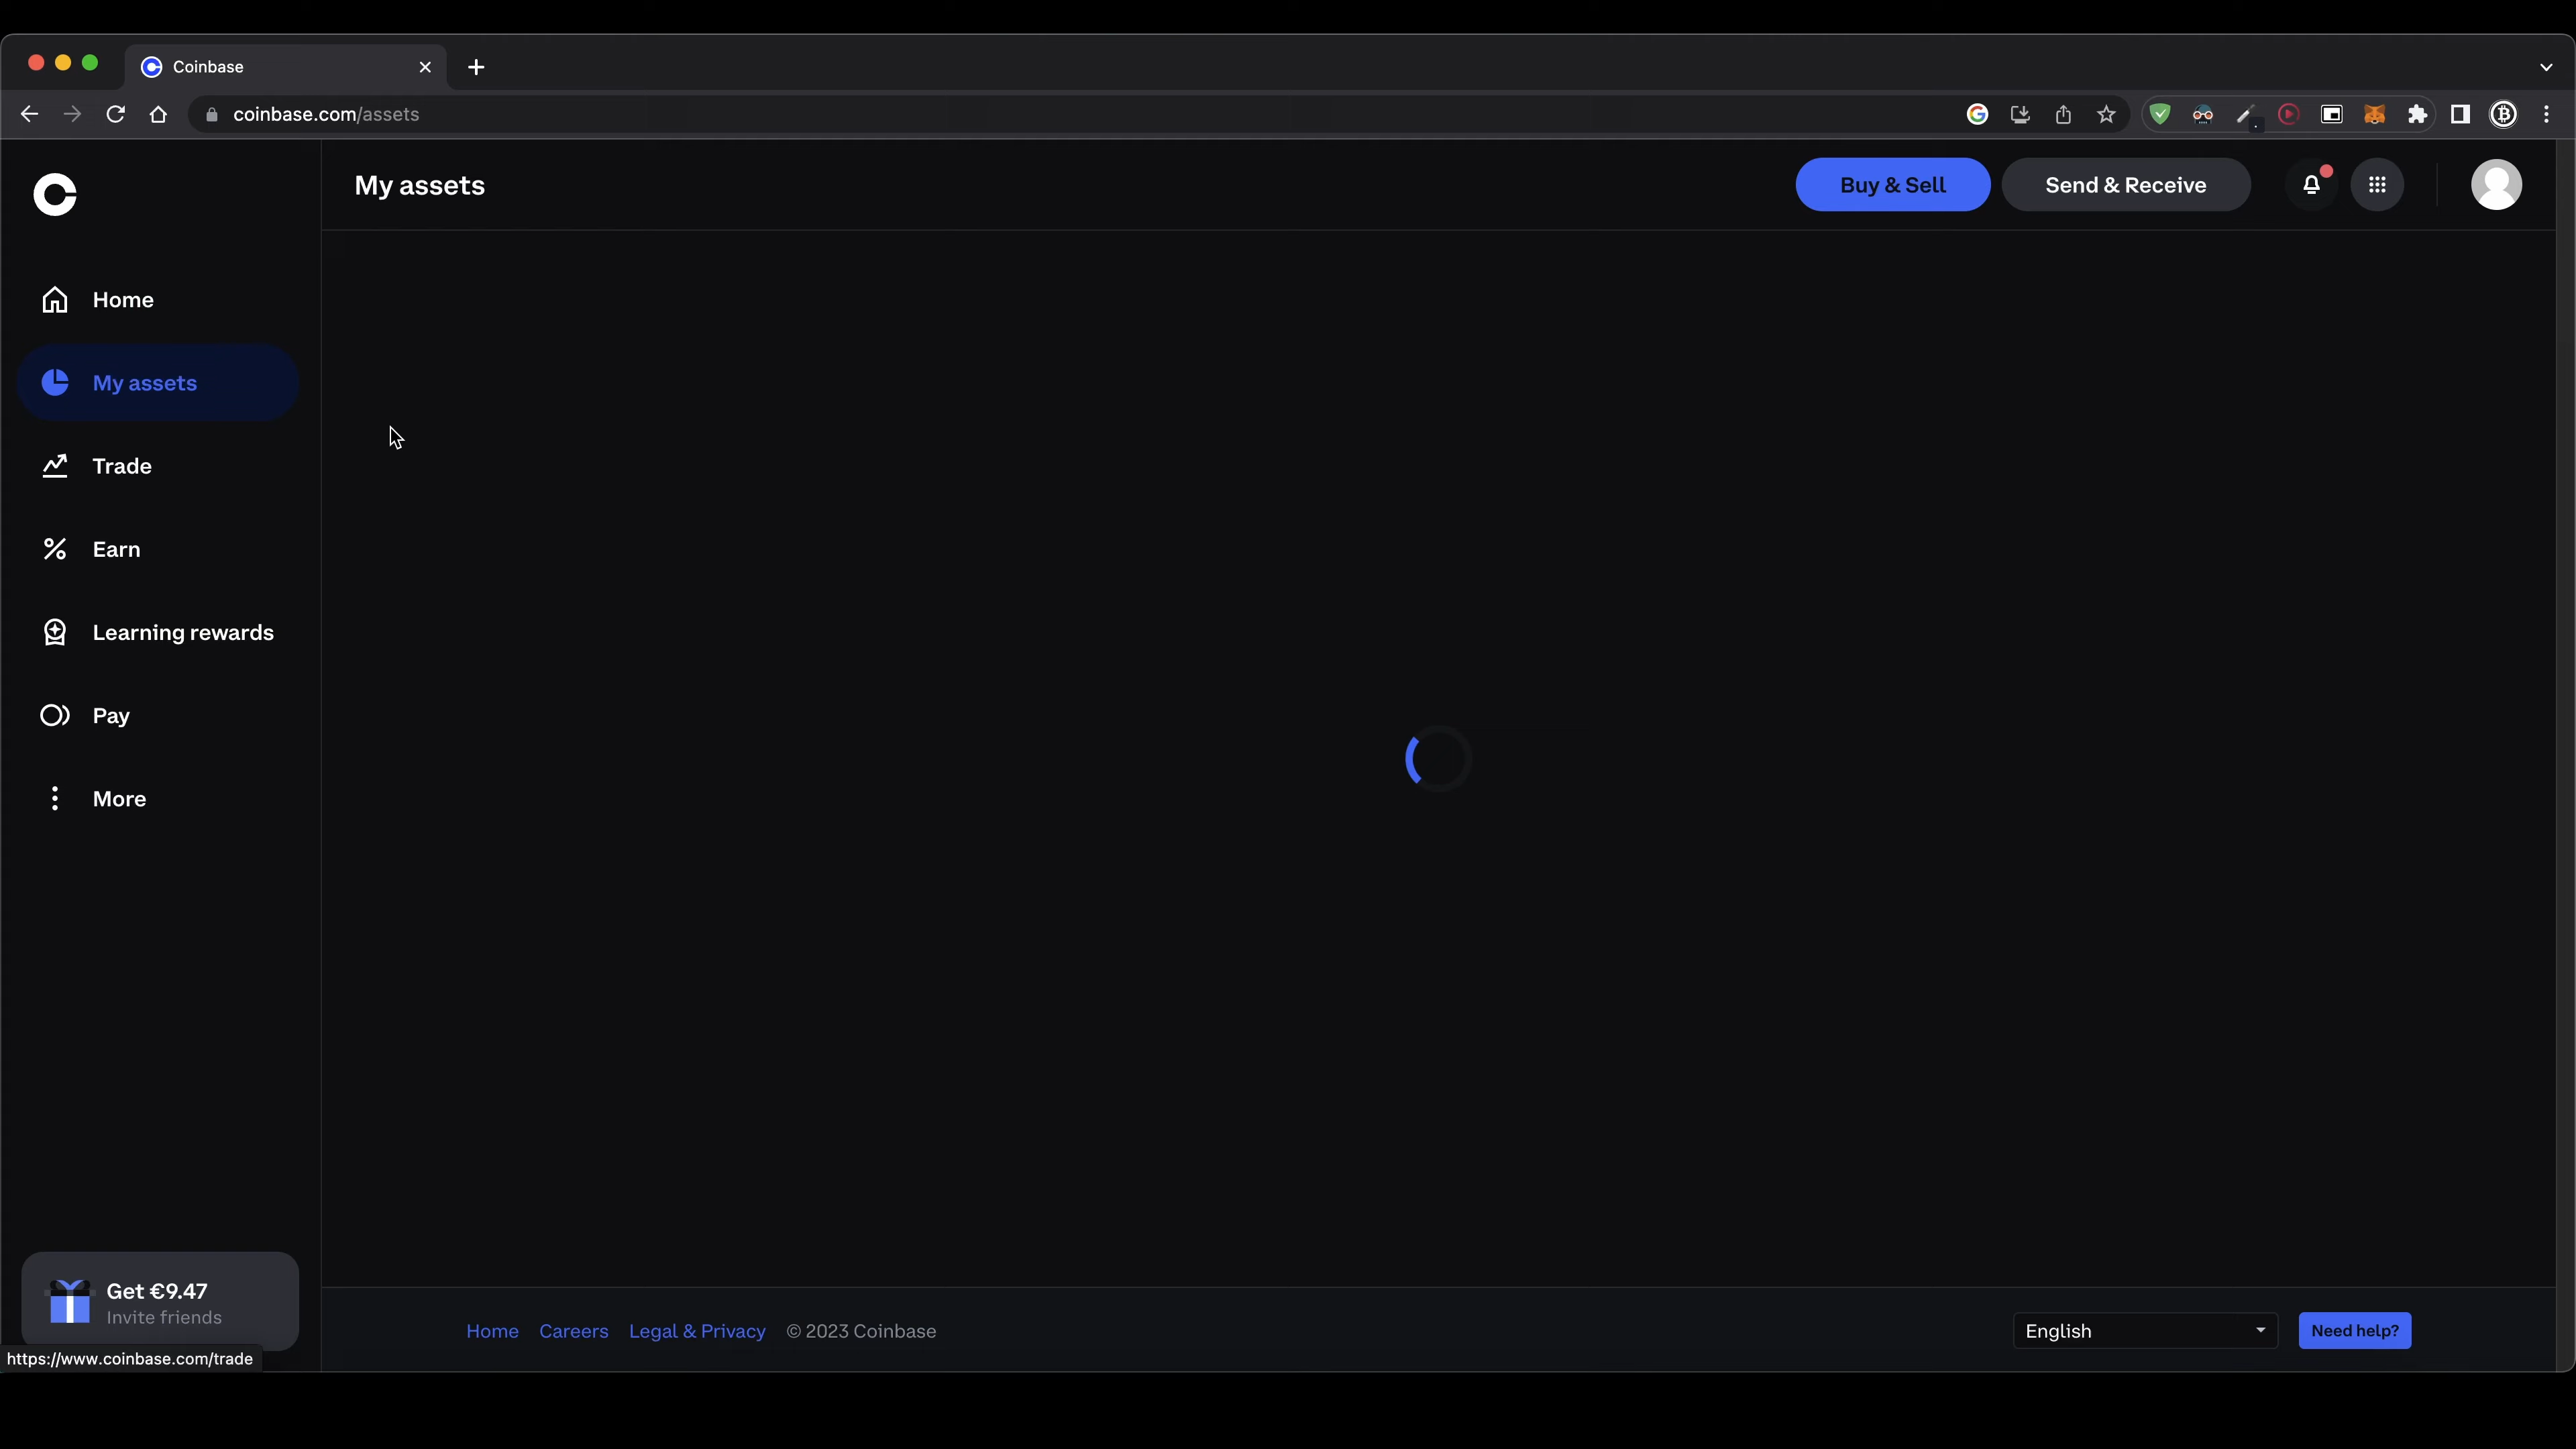 Coinbase
coinbase.com/assets
My assets
Buy & Sell
Send & Receive
Home
My assets
Trade
Earn
Learning rewards
Pay
More
Get €9.47
Invite friends
Home Careers Legal & Privacy © 2023 Coinbase
English
Need help?
https://www.coinbase.com/trade